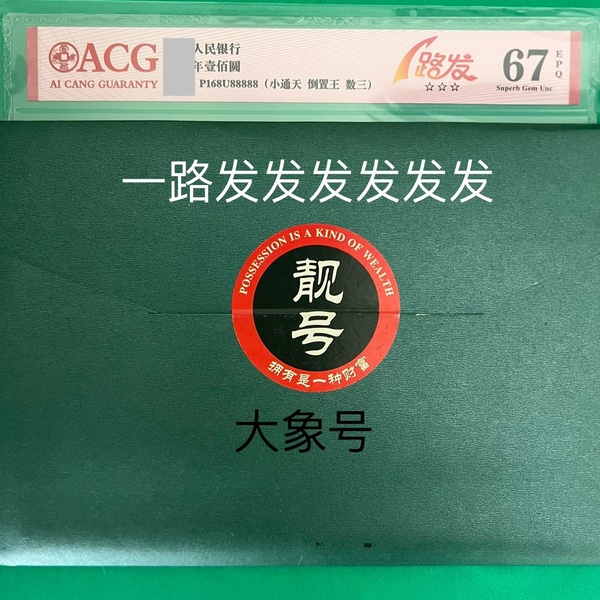 ACG
AI CANG GUARANTY
人民银行
年壹佰圆
P168U88888（小通天 倒置王 数三）
1路发
☆☆☆
67
EPQ
Superb Gem Unc
一路发发发发发发
POSSESSION IS A KIND OF WEALTH
靓号
拥有是一种财富
大象号